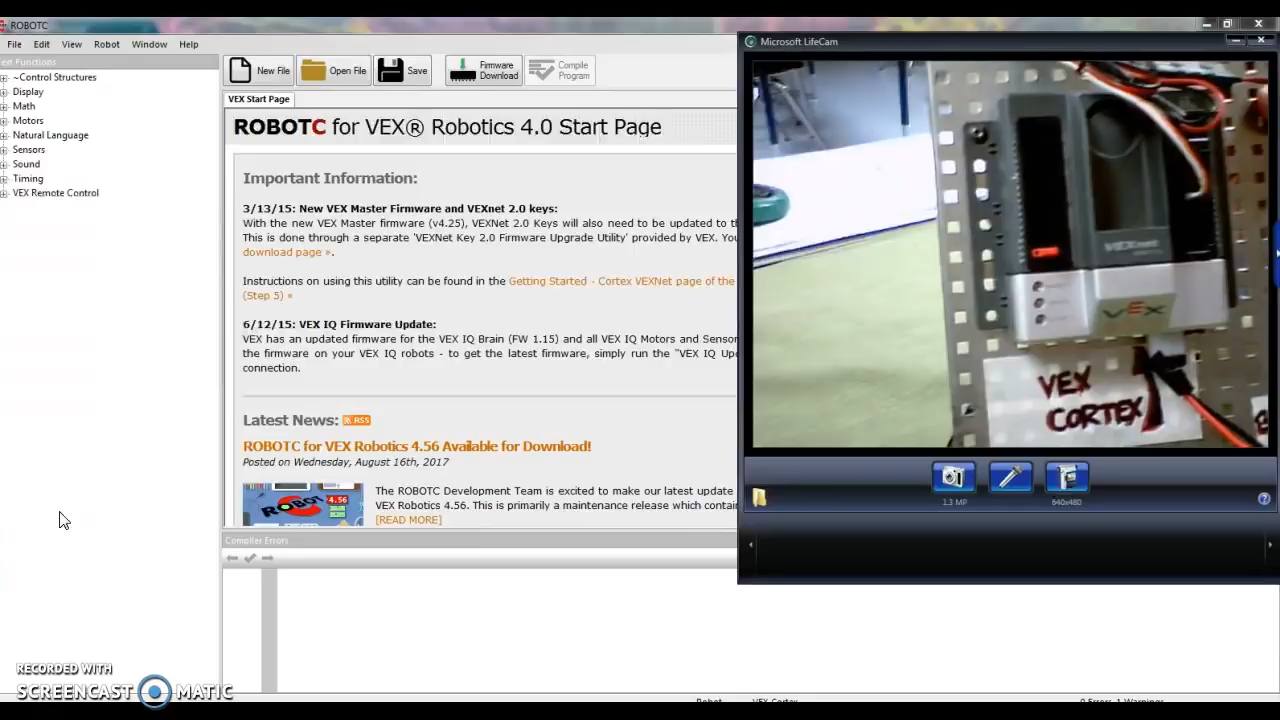 ROBOTC
File Edit View Robot Window Help
~Control Structures
Display
Math
Motors
Natural Language
Sensors
Sound
Timing
VEX Remote Control
New File Open File Save Firmware Download Compile Program
VEX Start Page
ROBOTC for VEX® Robotics 4.0 Start Page
Important Information:
3/13/15: New VEX Master Firmware and VEXnet 2.0 keys:
With the new VEX Master firmware (v4.25), VEXNet 2.0 Keys will also need to be updated to
This is done through a separate 'VEXNet Key 2.0 Firmware Upgrade Utility' provided by VEX.
download page ».
Instructions on using this utility can be found in the Getting Started - Cortex VEXNet page of the
(Step 5) »
6/12/15: VEX IQ Firmware Update:
VEX has an updated firmware for the VEX IQ Brain (FW 1.15) and all VEX IQ Motors and
the firmware on your VEX IQ robots - to get the latest firmware, simply run the "VEX IQ
connection.
Latest News: RSS
ROBOTC for VEX Robotics 4.56 Available for Download!
Posted on Wednesday, August 16th, 2017
ROBOT
4.56
The ROBOTC Development Team is excited to make our latest update
VEX Robotics 4.56. This is primarily a maintenance release which
[READ MORE]
Compiler Errors
Microsoft LifeCam
VEXnet
VEX
VEX
CORTEX
1.3 MP
640x480
RECORDED WITH
SCREENCAST MATIC